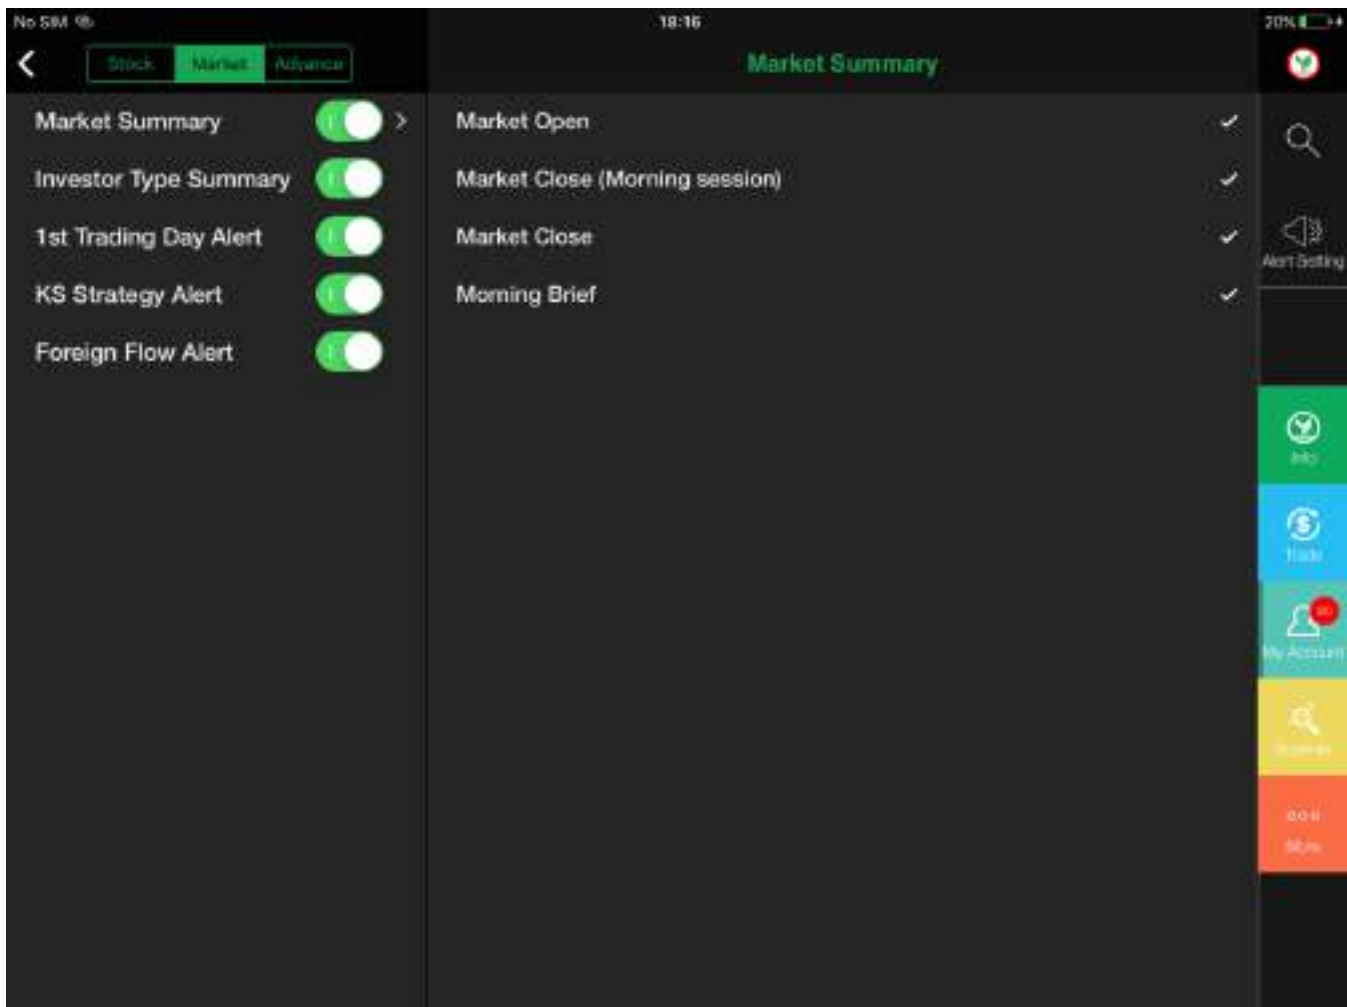 No SIM
18:16
20%
Stock
Market
Advance
Market Summary
Market Summary
Investor Type Summary
1st Trading Day Alert
KS Strategy Alert
Foreign Flow Alert
Market Open
Market Close (Morning session)
Market Close
Morning Brief
Alert Setting
Info
Trade
My Account
More